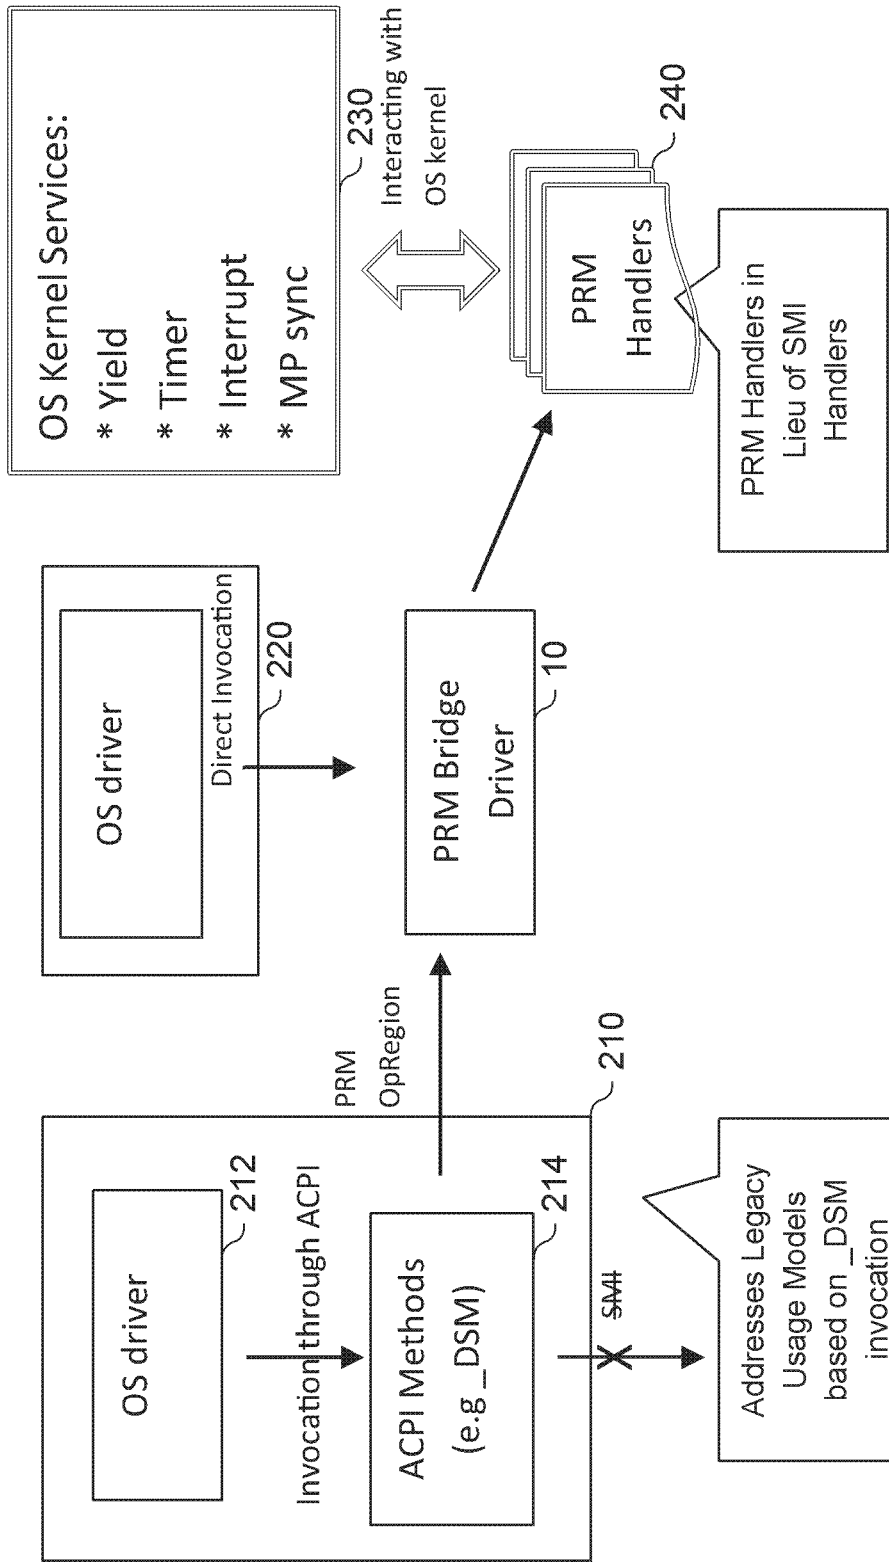 OS driver
212
Invocation through ACPI
ACPI Methods
(e.g _DSM)
214
SMI
210
Addresses Legacy
Usage Models
based on _DSM
invocation
PRM
OpRegion
OS driver
Direct Invocation
220
PRM Bridge
Driver
10
OS Kernel Services:
* Yield
* Timer
* Interrupt
* MP sync
230
Interacting with
OS kernel
PRM
Handlers
240
PRM Handlers in
Lieu of SMI
Handlers